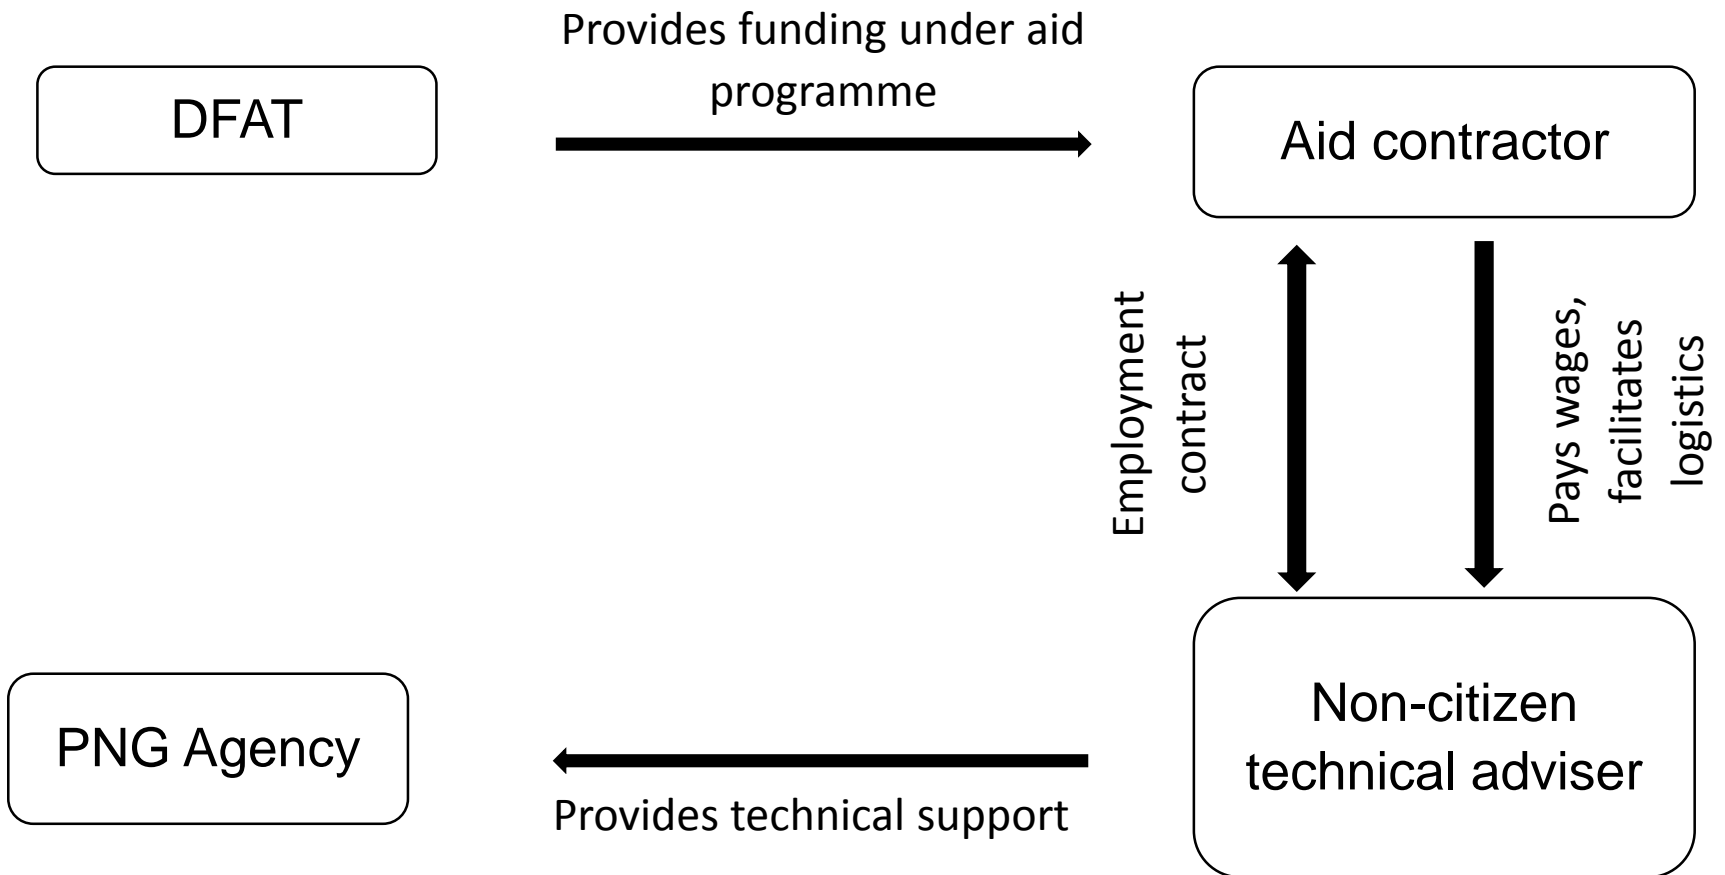 Provides funding under aid
programme
DFAT
Aid contractor
Employment
contract
Pays wages,
facilitates
logistics
PNG Agency
Non-citizen
technical adviser
Provides technical support